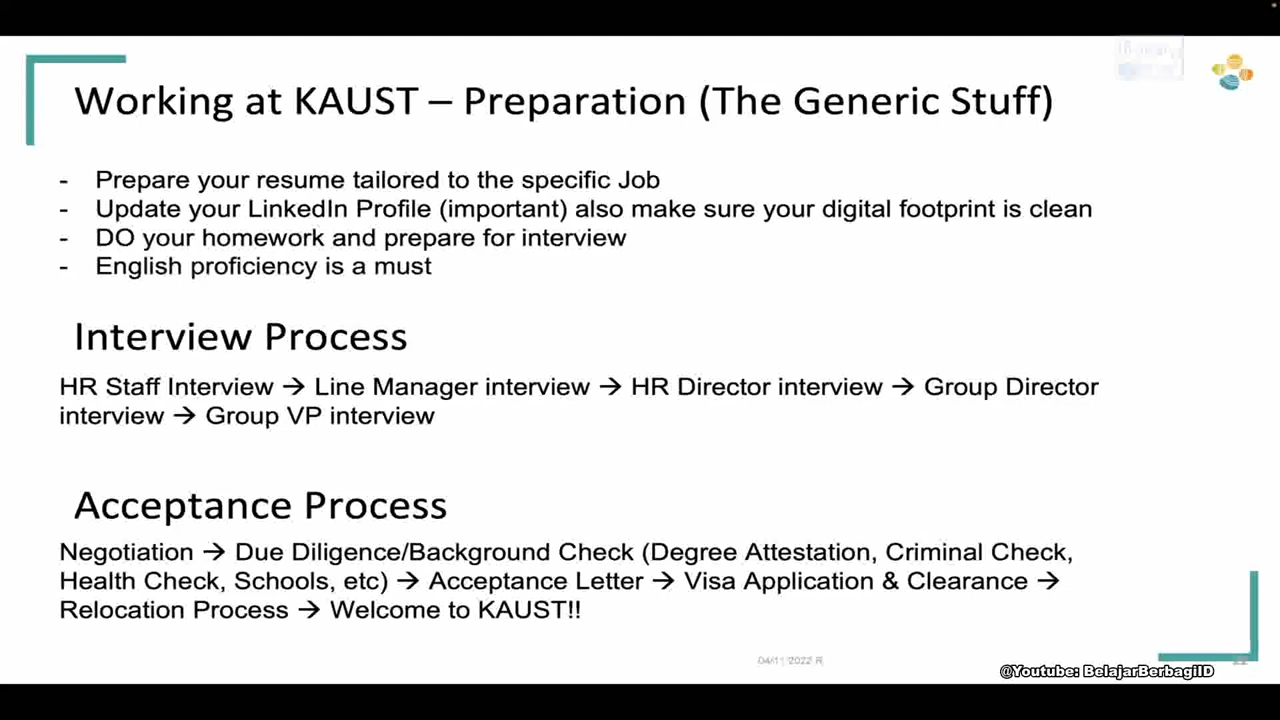 Working at KAUST – Preparation (The Generic Stuff)
- Prepare your resume tailored to the specific Job
- Update your LinkedIn Profile (important) also make sure your digital footprint is clean
- DO your homework and prepare for interview
- English proficiency is a must
Interview Process
HR Staff Interview → Line Manager interview → HR Director interview → Group Director
interview → Group VP interview
Acceptance Process
Negotiation → Due Diligence/Background Check (Degree Attestation, Criminal Check,
Health Check, Schools, etc) → Acceptance Letter → Visa Application & Clearance →
Relocation Process → Welcome to KAUST!!
04/11/2022
@Youtube: BelajarBerbagiID